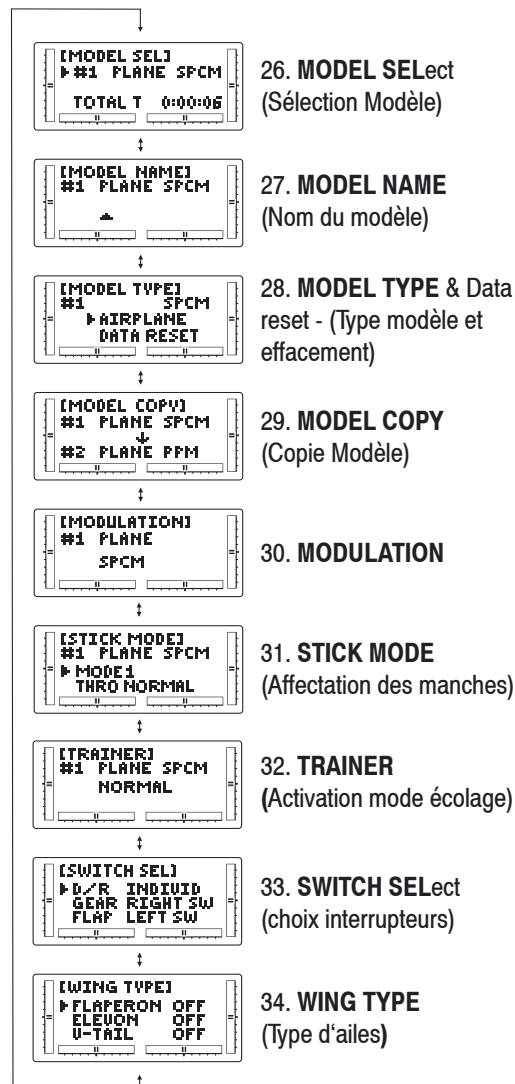 [MODEL SEL]
▶#1 PLANE SPCM
TOTAL T 0:00:06
26. MODEL SELect
(Sélection Modèle)
[MODEL NAME]
#1 PLANE SPCM
27. MODEL NAME
(Nom du modèle)
[MODEL TYPE]
#1 SPCM
▶AIRPLANE
DATA RESET
28. MODEL TYPE & Data
reset - (Type modèle et
effacement)
[MODEL COPY]
#1 PLANE SPCM
↓
#2 PLANE PPM
29. MODEL COPY
(Copie Modèle)
[MODULATION]
#1 PLANE
SPCM
30. MODULATION
[STICK MODE]
#1 PLANE SPCM
▶MODE1
THRO NORMAL
31. STICK MODE
(Affectation des manches)
[TRAINER]
#1 PLANE SPCM
NORMAL
32. TRAINER
(Activation mode écolage)
[SWITCH SEL]
▶D/R INDIVID
GEAR RIGHT SW
FLAP LEFT SW
33. SWITCH SELect
(choix interrupteurs)
[WING TYPE]
▶FLAPERON OFF
ELEVON OFF
V-TAIL OFF
34. WING TYPE
(Type d‘ailes)